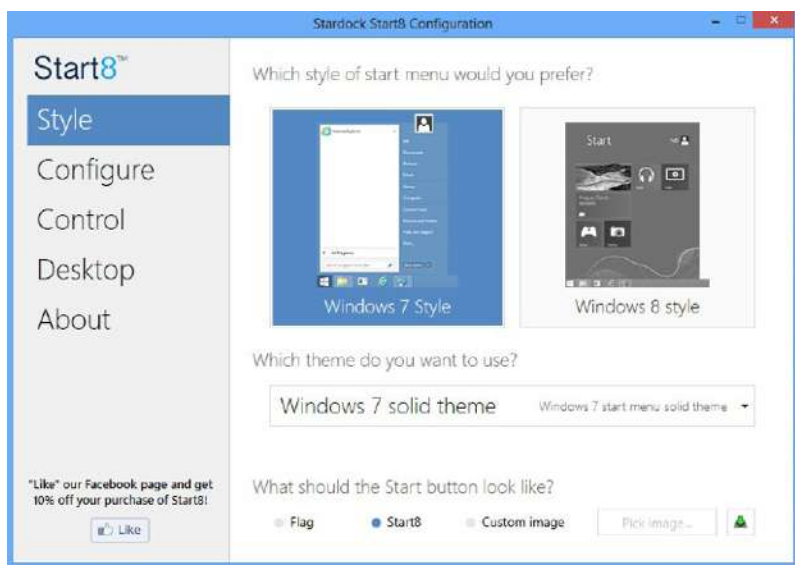 Stardock Start8 Configuration
Start8™
Style
Configure
Control
Desktop
About
"Like" our Facebook page and get
10% off your purchase of Start8!
Like
Which style of start menu would you prefer?
Windows 7 Style
Start
Windows 8 style
Which theme do you want to use?
Windows 7 solid theme Windows 7 start menu solid theme
What should the Start button look like?
Flag Start8 Custom image Pick image...